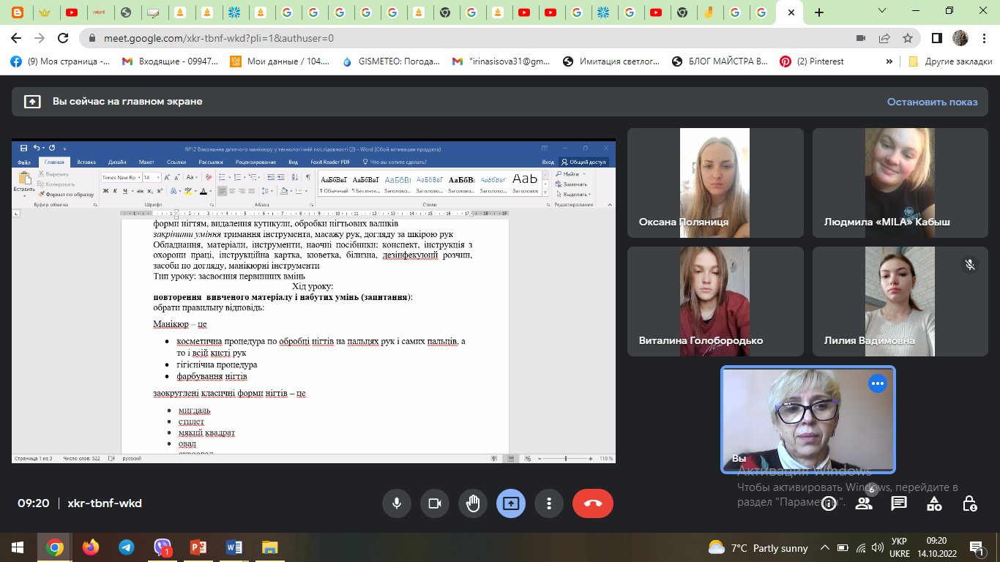 meet.google.com/xkr-tbnf-wkd?pli=1&authuser=0
(9) Моя страница -...
Входящие - 09947...
Мои данные / 104....
GISMETEO: Погода...
"irinasisova31@gm...
Имитация светлог...
БЛОГ МАЙСТРА В...
(2) Pinterest
»
Другие закладки
Вы сейчас на главном экране
Остановить показ
№12 Виконання дитячого манікюру у технологічній послідовності (2) - Word (Сбой активации продукта)
Файл Главная Вставка Дизайн Макет Ссылки Рассылки Рецензирование Вид Foxit Reader PDF Что вы хотите сделать? Вход Общий доступ
Вставить
Вырезать
Копировать
Формат по образцу
Буфер обмена
Times New Ro 14
Шрифт
Абзац
АаБбВвГ АаБбВвГ АаБбВв АаБбВвГ АаБбВв АаБбВвГ АаЬ
¶ Обычный ¶ Без инте... Заголово... Заголово... Заголово... Заголово... Заголовок
Стили
Найти
Заменить
Выделить
Редактирование
форми нігтям, видалення кутикули, обробки нігтьових валиків
закріпити уміння тримання інструмента, масажу рук, догляду за шкірою рук
Обладнання, матеріали, інструменти, наочні посібники: конспект, інструкція з
охорони праці, інструкційна картка, кюветка, білизна, дезінфекуюий розчин,
засоби по догляду, манікюрні інструменти
Тип уроку: засвоєння первинних вмінь
Хід уроку:
повторення вивченого матеріалу і набутих умінь (запитання):
обрати правильну відповідь:
Манікюр – це
• косметична процедура по обробці нігтів на пальцях рук і самих пальців, а
то і всій кисті рук
• гігієнічна процедура
• фарбування нігтів
заокруглені класичні форми нігтів – це
• мигдаль
• стилет
• мякий квадрат
• овал
Страница 1 из 3 Число слов: 522 русский 110 %
Оксана Поляниця
Людмила «MILA» Кабыш
Виталина Голобородько
Лилия Вадимовна
Вы
Активация Windows
Чтобы активировать Windows, перейдите в
раздел "Параметры".
09:20 | xkr-tbnf-wkd
6
1
7°C Partly sunny
УКР
UKRE
09:20
14.10.2022
1